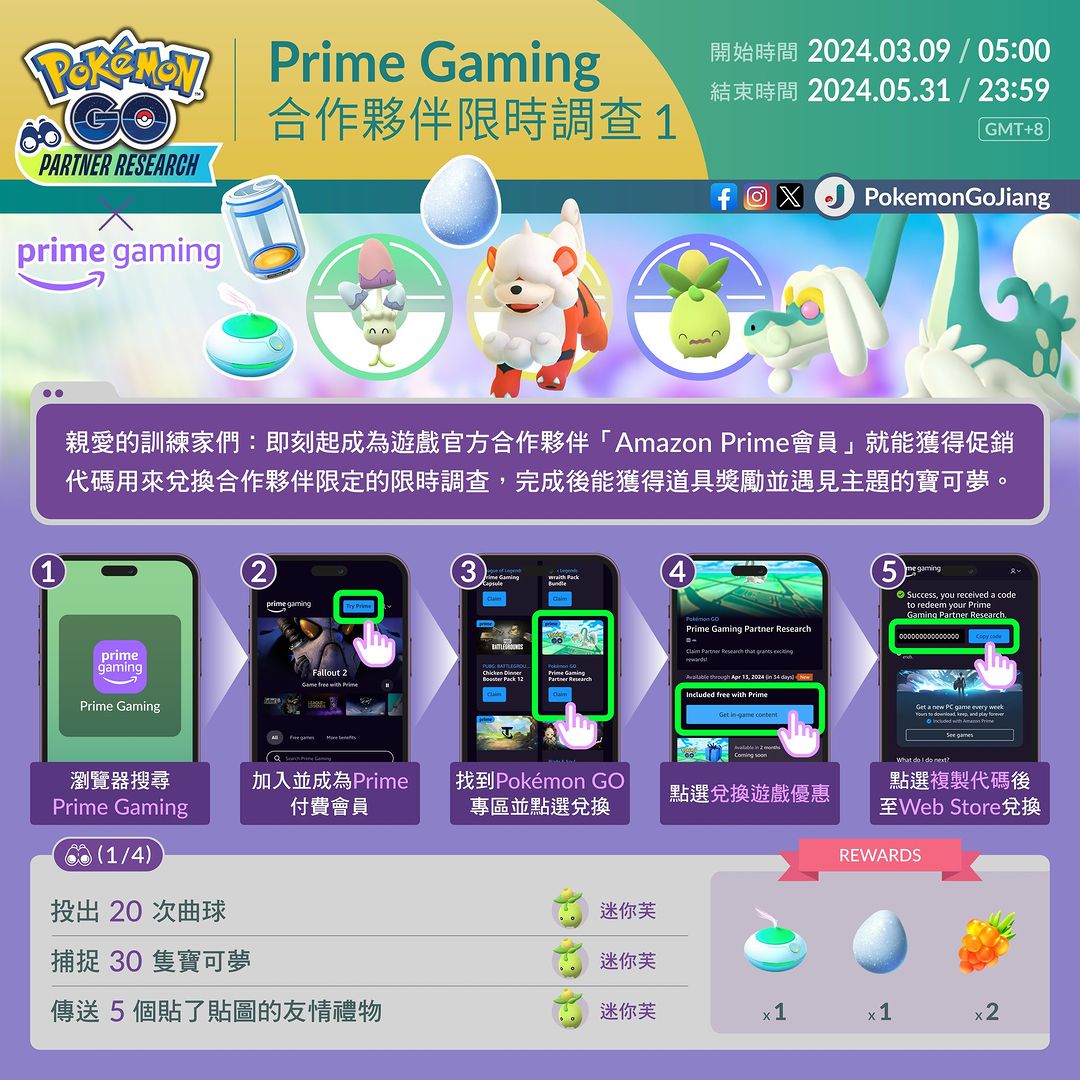 POKÉMON
GO
PARTNER RESEARCH
prime gaming
Prime Gaming
合作夥伴限時調查 1
開始時間 2024.03.09 / 05:00
結束時間 2024.05.31 / 23:59
GMT+8
PokemonGoJiang
親愛的訓練家們：即刻起成為遊戲官方合作夥伴「Amazon Prime會員」就能獲得促銷
代碼用來兌換合作夥伴限定的限時調查，完成後能獲得道具獎勵並遇見主題的寶可夢。
1
prime
gaming
Prime Gaming
瀏覽器搜尋
Prime Gaming
2
prime gaming
Try Prime
Fallout 2
Game free with Prime
All Free games More benefits
Search Prime Gaming
加入並成為Prime
付費會員
3
Prime Gaming
Capsule
Claim
Wraith Pack
Bundle
Claim
prime
BATTLEGROUNDS
PUBG: BATTLEGROU...
Chicken Dinner
Booster Pack 12
Claim
prime
Pokémon GO
Prime Gaming
Partner Research
Claim
prime
找到Pokémon GO
專區並點選兌換
4
Pokémon GO
Prime Gaming Partner Research
Claim Partner Research that grants exciting
rewards!
Available through Apr 13, 2024 (in 34 days) New
Included free with Prime
Get in-game content
Available in 2 months
Coming soon
點選兌換遊戲優惠
5
me gaming
Success, you received a code
to redeem your Prime
Gaming Partner Research.
0000000000000
Copy code
ends.
Get a new PC game every week
Yours to download, keep, and play forever
Included with Amazon Prime
See games
What do I do next?
點選複製代碼後
至Web Store兌換
(1/4)
投出 20 次曲球 迷你芙
捕捉 30 隻寶可夢 迷你芙
傳送 5 個貼了貼圖的友情禮物 迷你芙
REWARDS
x1 x1 x2